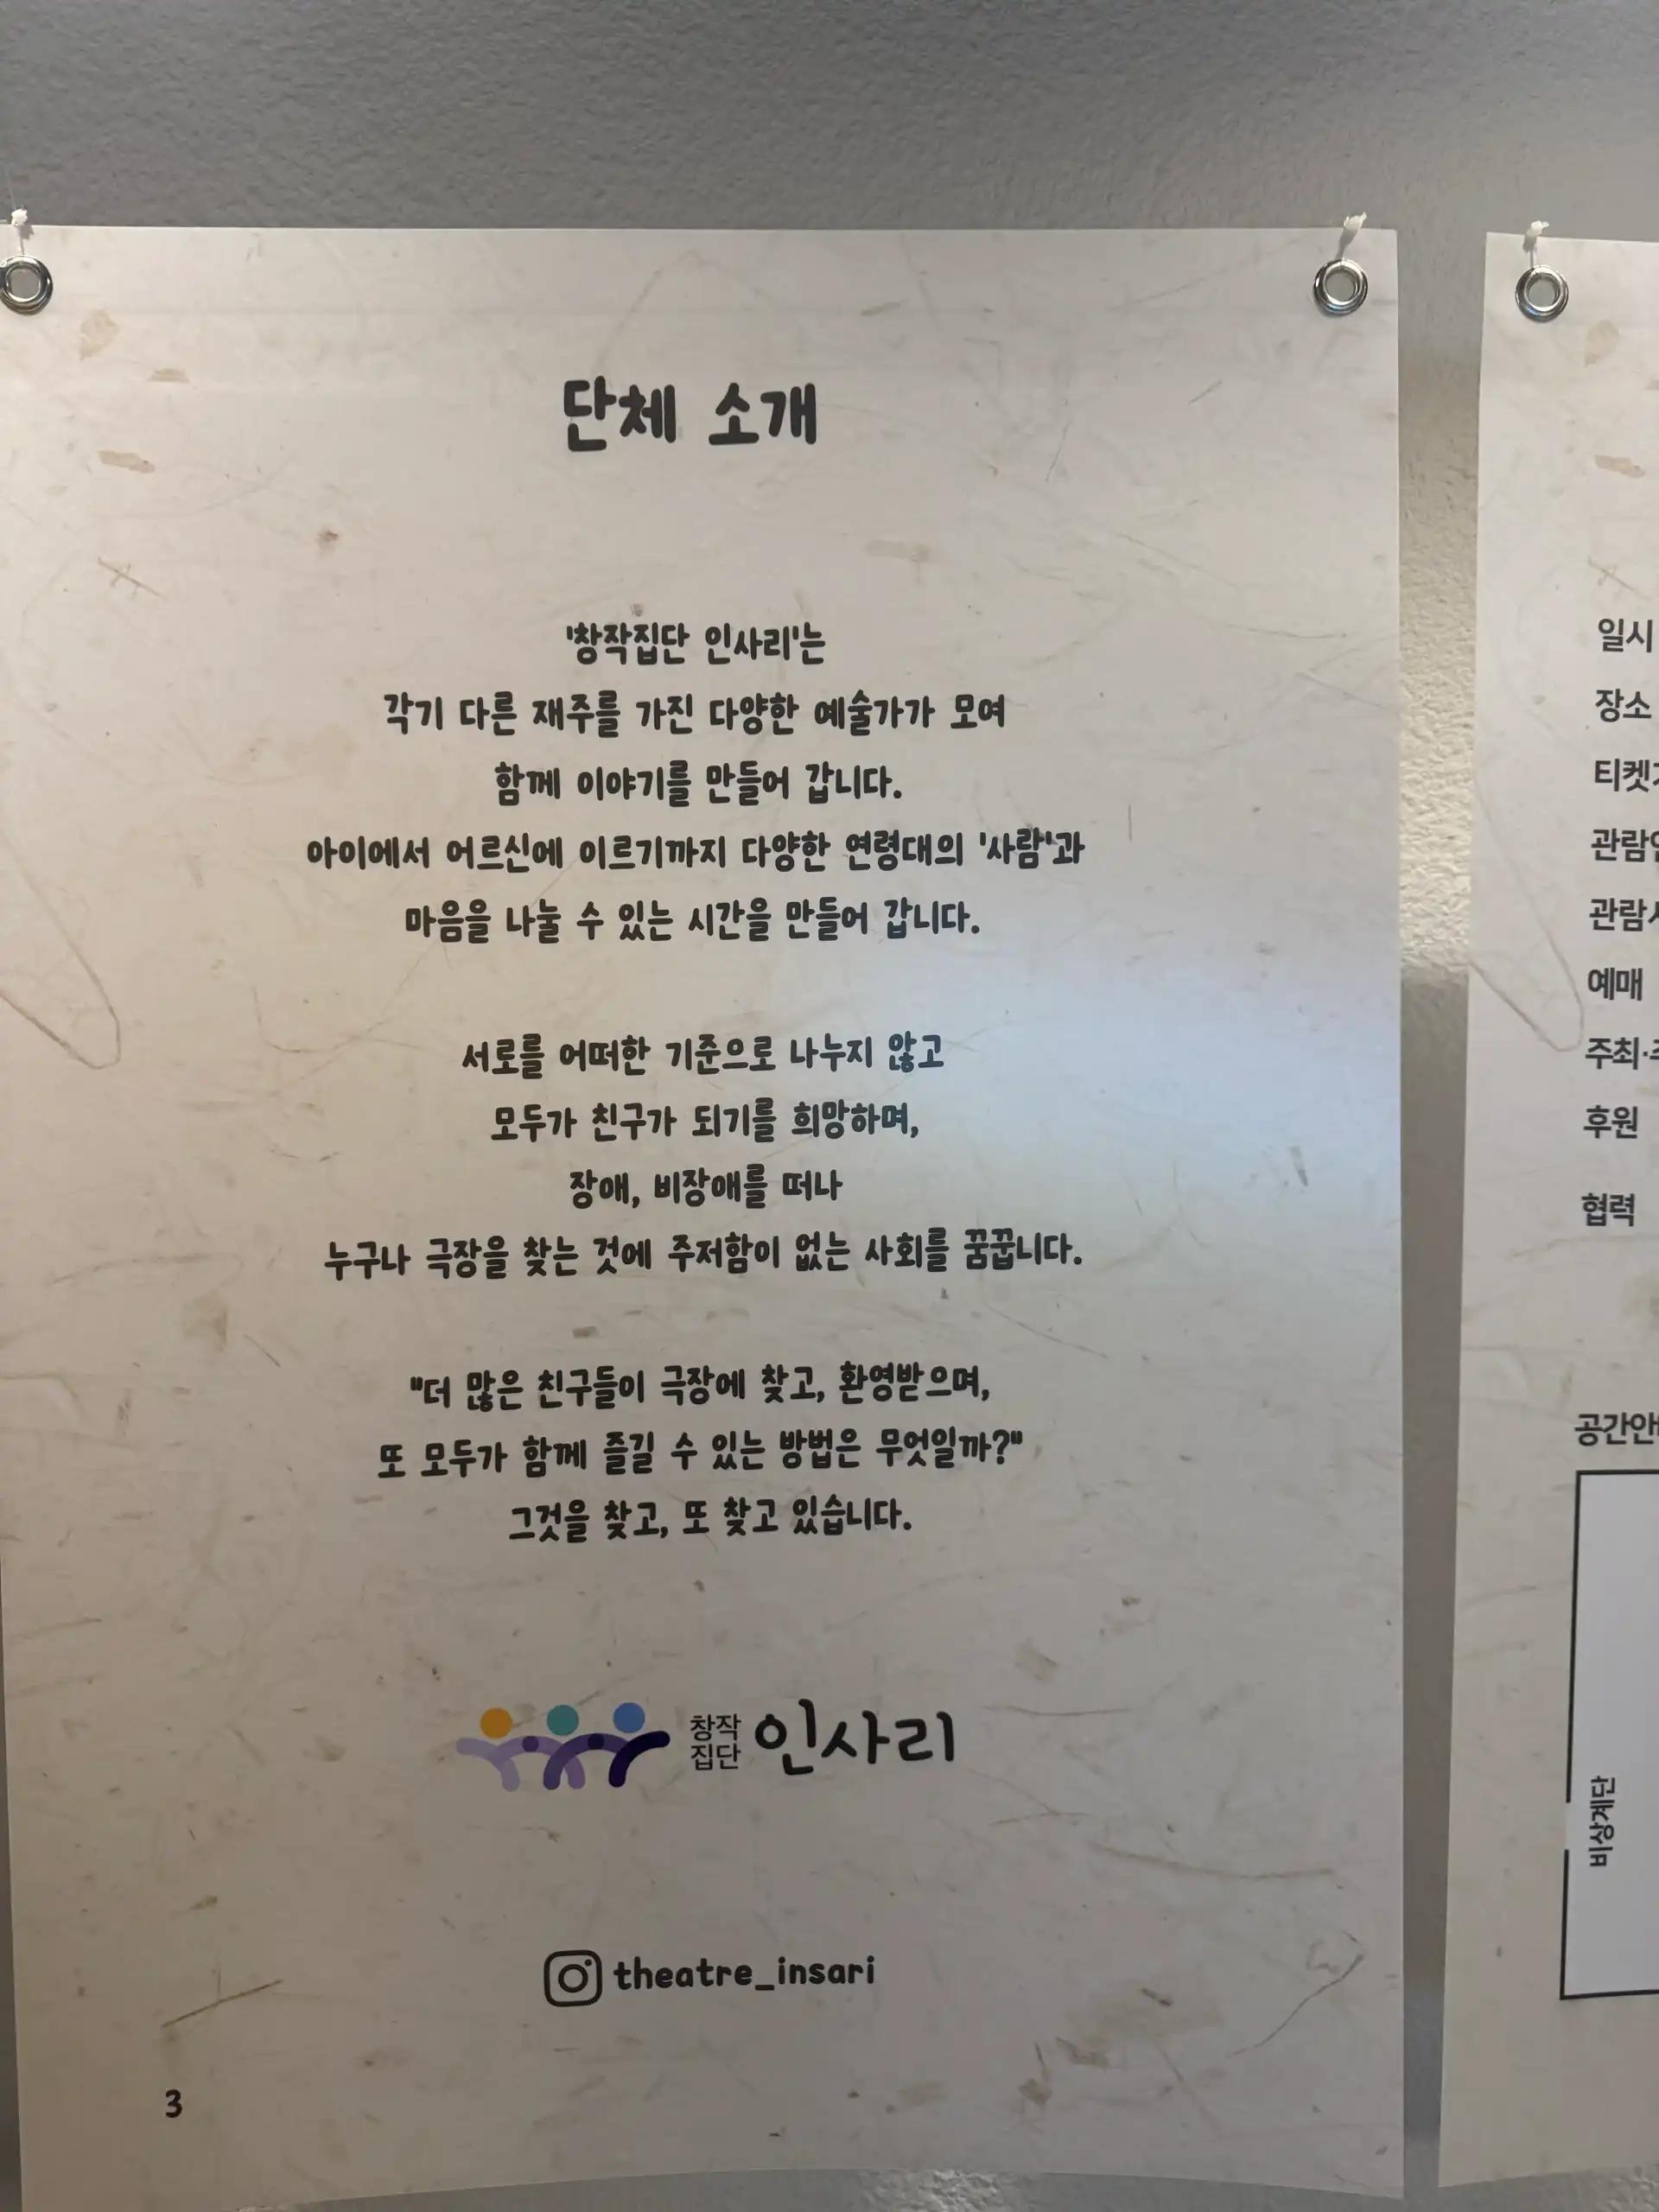 단체 소개
'창작집단 인사리'는
각기 다른 재주를 가진 다양한 예술가가 모여
함께 이야기를 만들어 갑니다.
아이에서 어르신에 이르기까지 다양한 연령대의 '사람'과
마음을 나눌 수 있는 시간을 만들어 갑니다.
서로를 어떠한 기준으로 나누지 않고
모두가 친구가 되기를 희망하며,
장애, 비장애를 떠나
누구나 극장을 찾는 것에 주저함이 없는 사회를 꿈꿉니다.
"더 많은 친구들이 극장에 찾고, 환영받으며,
또 모두가 함께 즐길 수 있는 방법은 무엇일까?"
그것을 찾고, 또 찾고 있습니다.
창작
집단
인사리
theatre_insari
3
일시
장소
예매
후원
협력
비상계단